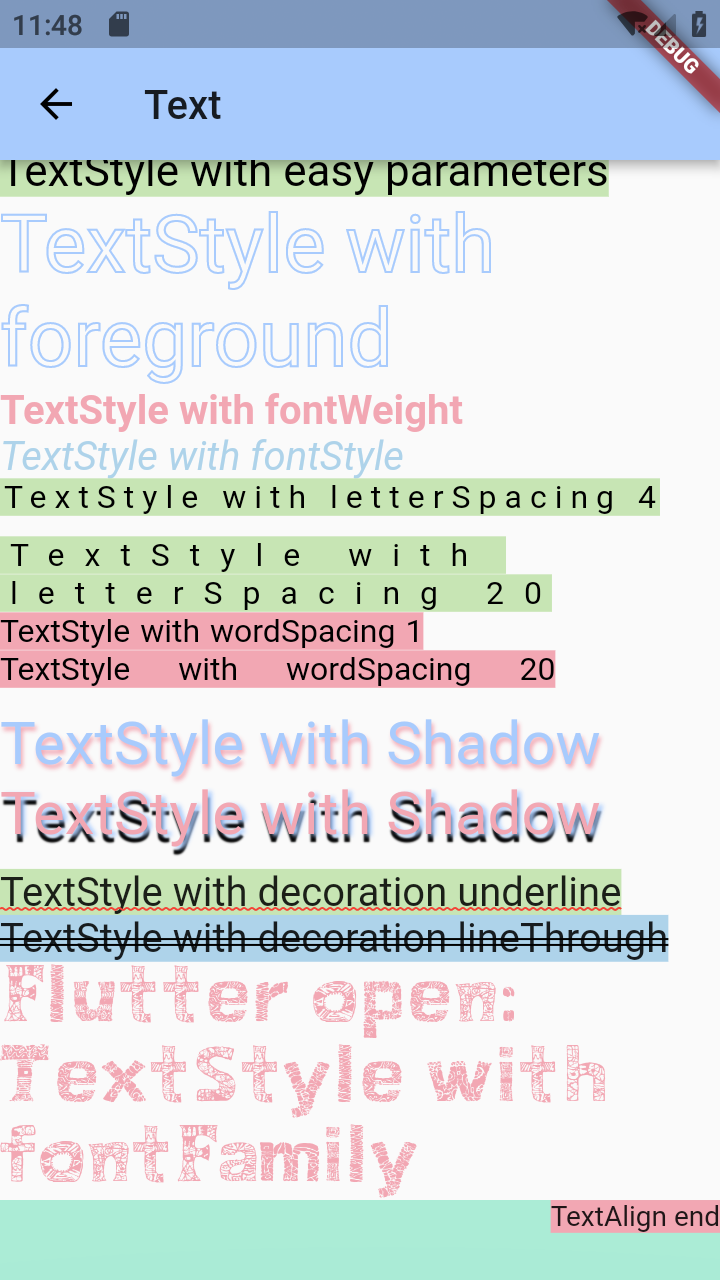 11:48
DEBUG
Text
TextStyle with easy parameters
TextStyle with
foreground
TextStyle with fontWeight
TextStyle with fontStyle
TextStyle with letterSpacing 4
TextStyle with
letterSpacing 20
TextStyle with wordSpacing 1
TextStyle with wordSpacing 20
TextStyle with Shadow
TextStyle with Shadow
TextStyle with decoration underline
TextStyle with decoration lineThrough
Flutter open:
TextStyle with
fontFamily
TextAlign end